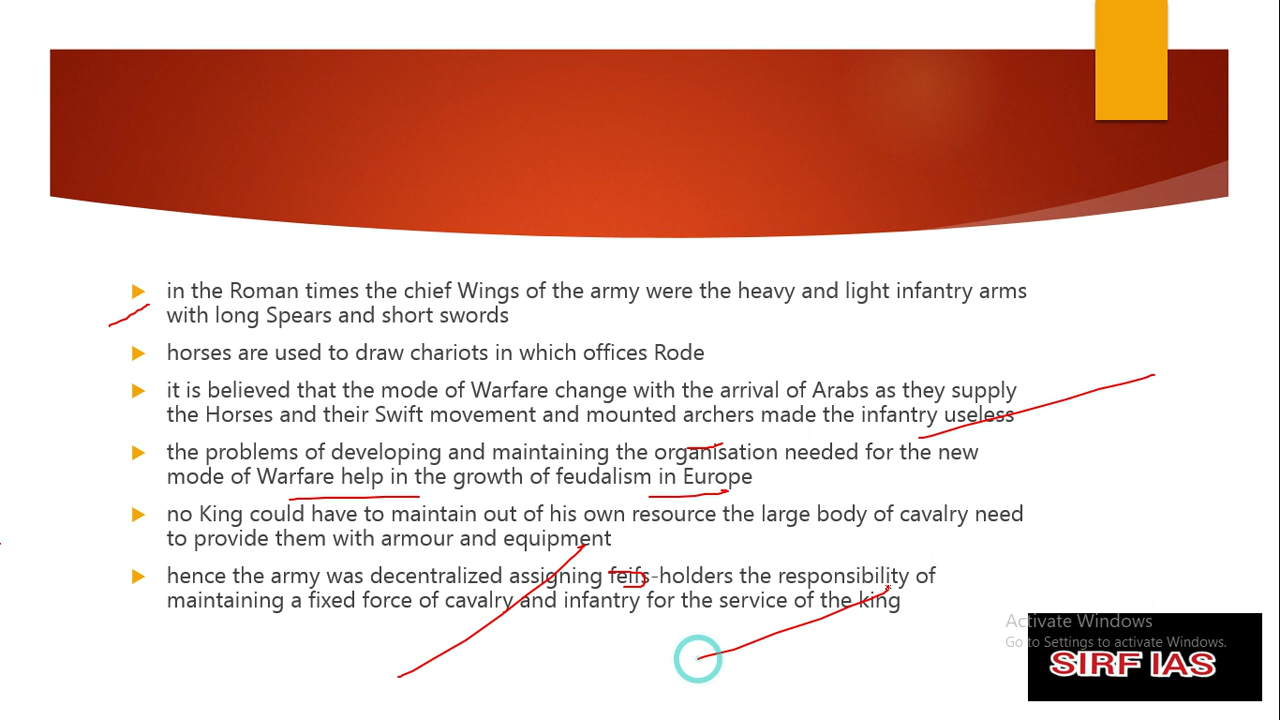 in the Roman times the chief Wings of the army were the heavy and light infantry arms
with long Spears and short swords
horses are used to draw chariots in which offices Rode
it is believed that the mode of Warfare change with the arrival of Arabs as they supply
the Horses and their Swift movement and mounted archers made the infantry useless
the problems of developing and maintaining the organisation needed for the new
mode of Warfare help in the growth of feudalism in Europe
no King could have to maintain out of his own resource the large body of cavalry need
to provide them with armour and equipment
hence the army was decentralized assigning feifs-holders the responsibility of
maintaining a fixed force of cavalry and infantry for the service of the king
Activate Windows
Go to Settings to activate Windows.
SIRF IAS